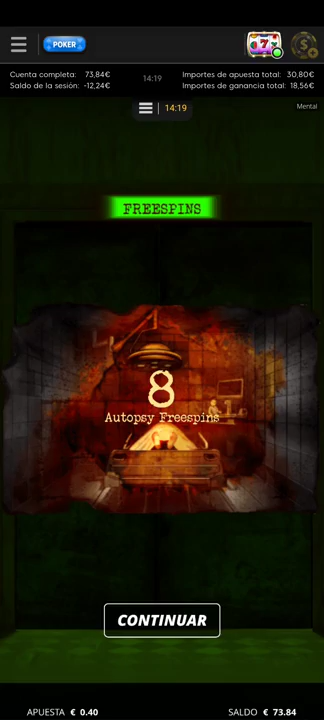 POKER
Cuenta completa: 73,84€
Saldo de la sesión: -12,24€
14:19
Importes de apuesta total: 30,80€
Importes de ganancia total: 18,56€
14:19
Mental
FREESPINS
8
Autopsy Freespins
CONTINUAR
APUESTA € 0.40
SALDO € 73.84